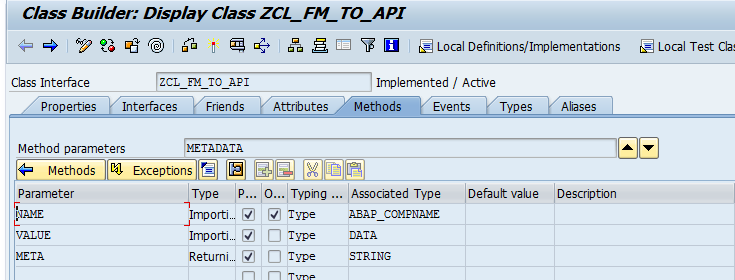 Class Builder: Display Class ZCL_FM_TO_API
Local Definitions/Implementations Local Test Clas
Class Interface ZCL_FM_TO_API Implemented / Active
Properties Interfaces Friends Attributes Methods Events Types Aliases
Method parameters METADATA
Methods Exceptions
Parameter Type P... O... Typing ... Associated Type Default value Description
NAME Importi... Type ABAP_COMPNAME
VALUE Importi... Type DATA
META Returni... Type STRING
Type